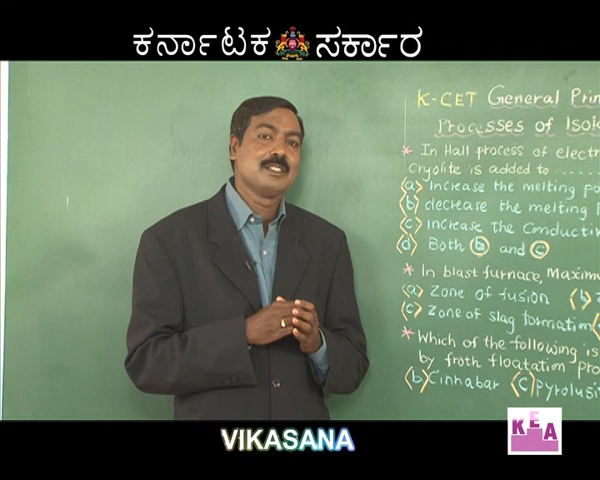 ಕರ್ನಾಟಕ ಸರ್ಕಾರ
K-CET General Prin
Processes of Isol
* In Hall process of electr
Cryolite is added to ........
(a) Increase the melting po
(b) decrease the melting
(c) Increase The Conductiv
(d) Both (b) and (c)
* In blast furnace, Maximu
(a) Zone of fusion (b)
(c) Zone of slag formation
* Which of the following is
by froth floatation Pro
(b) Cinnabar (C) Pyrolusi
VIKASANA
KEA